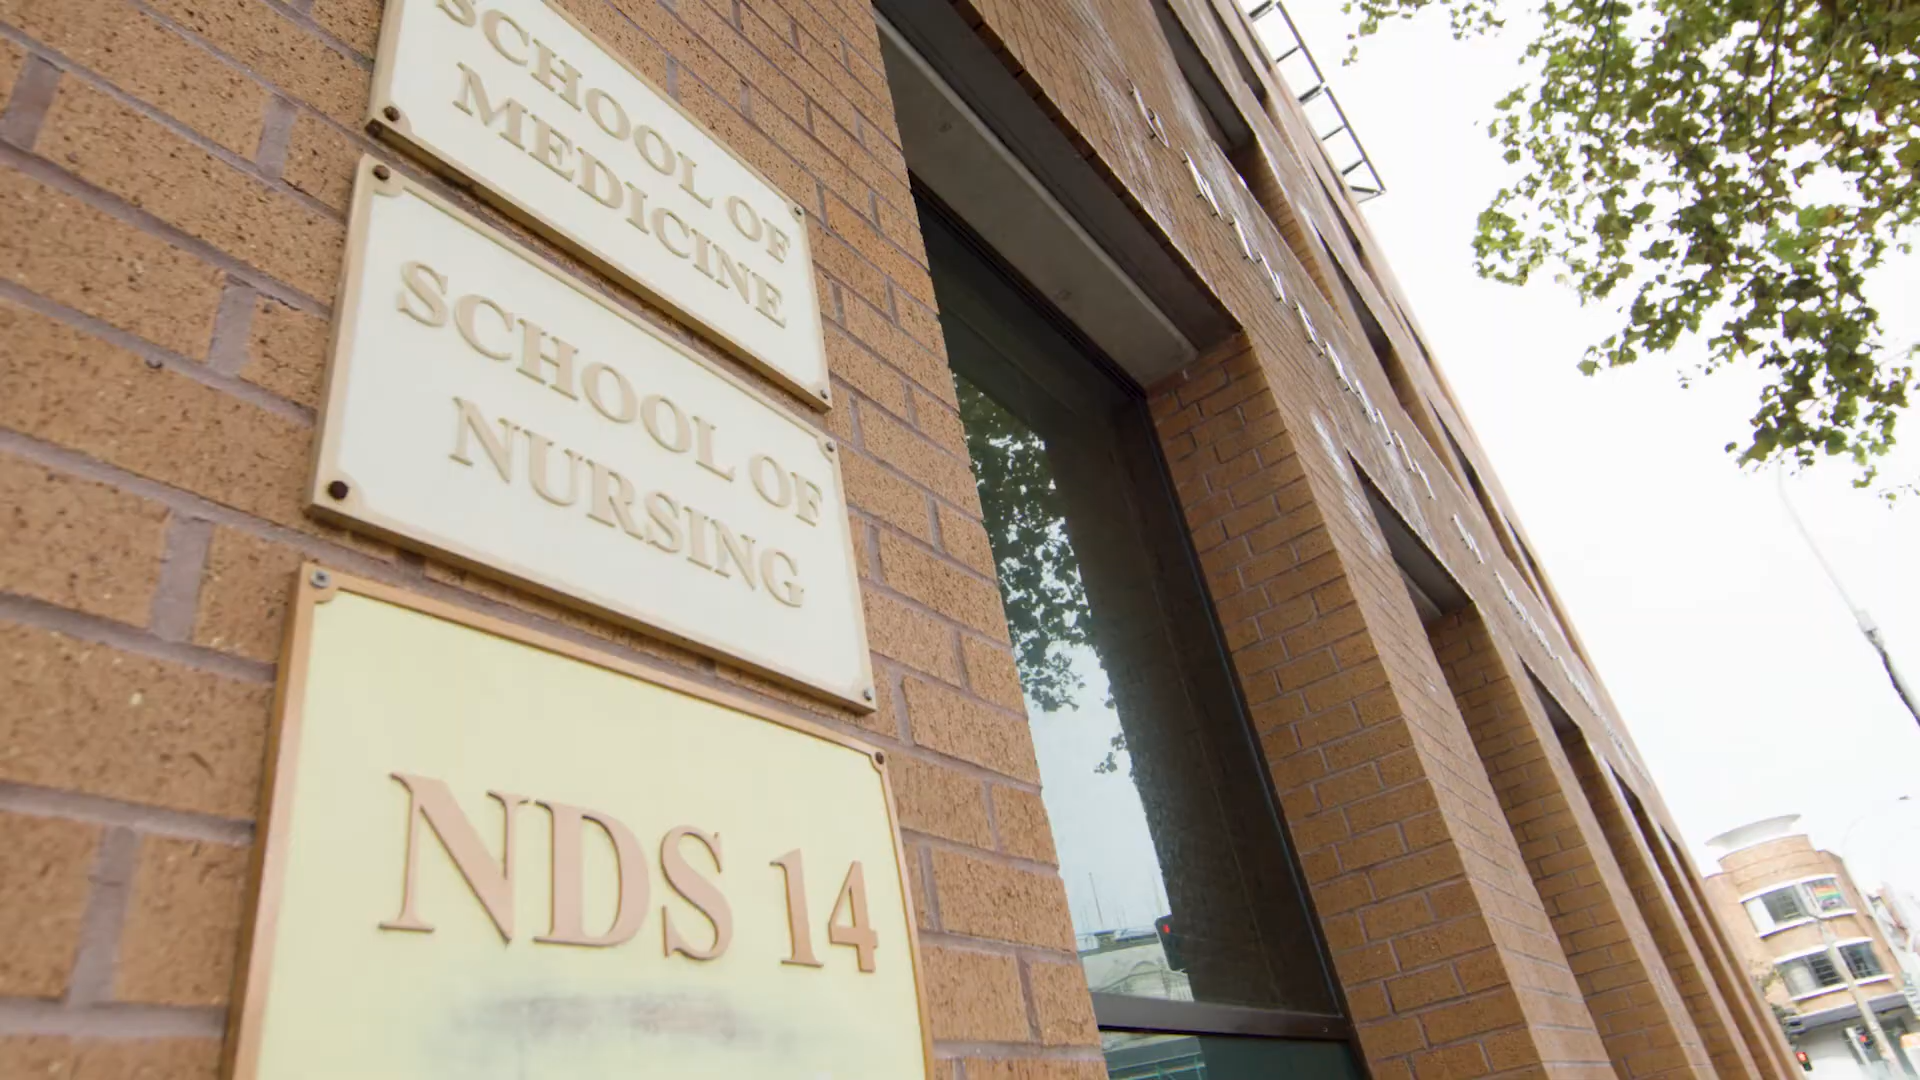 SCHOOL OF
MEDICINE
SCHOOL OF
NURSING
NDS 14